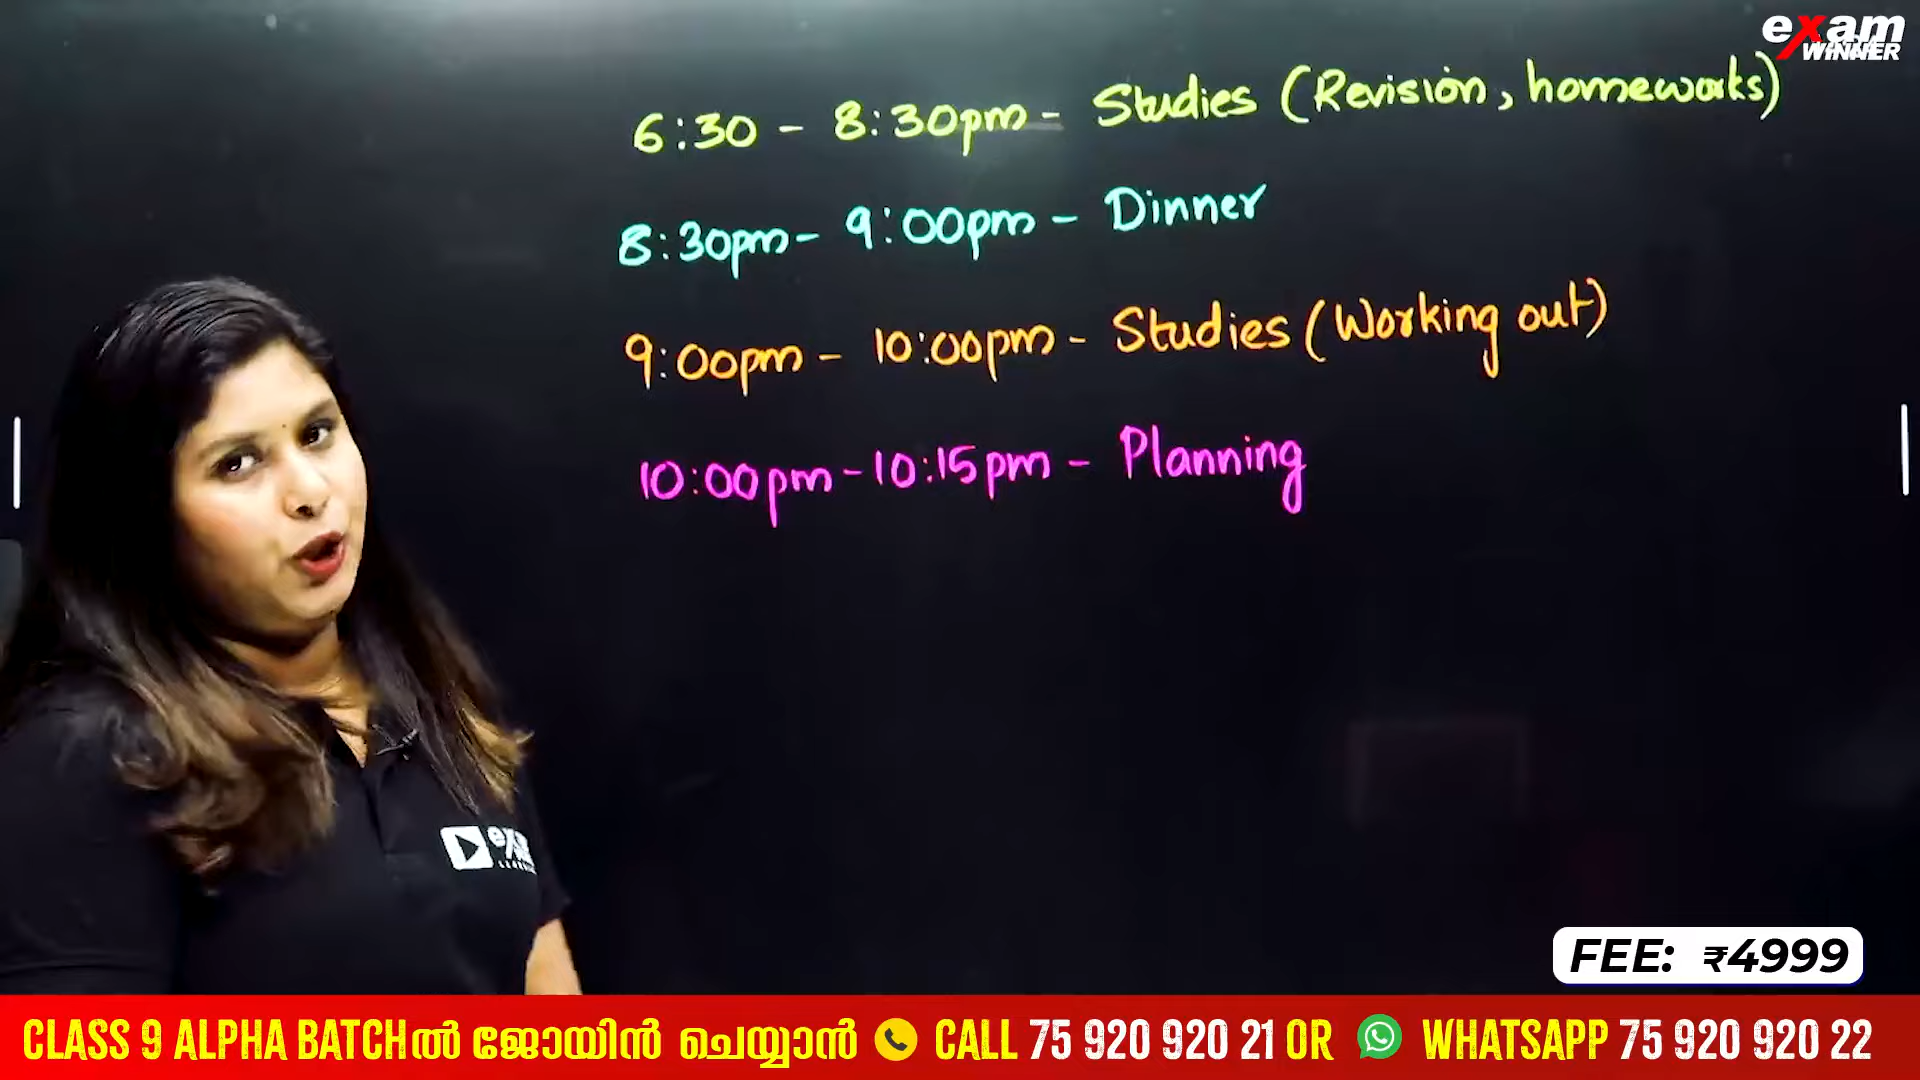 exam
WINNER
6:30 - 8:30pm - Studies (Revision, homeworks)
8:30pm - 9:00pm - Dinner
9:00pm - 10:00pm - Studies (Working out)
10:00pm - 10:15pm - Planning
FEE: ₹4999
CLASS 9 ALPHA BATCHൽ ജോയിൻ ചെയ്യാൻ CALL 75 920 920 21 OR WHATSAPP 75 920 920 22